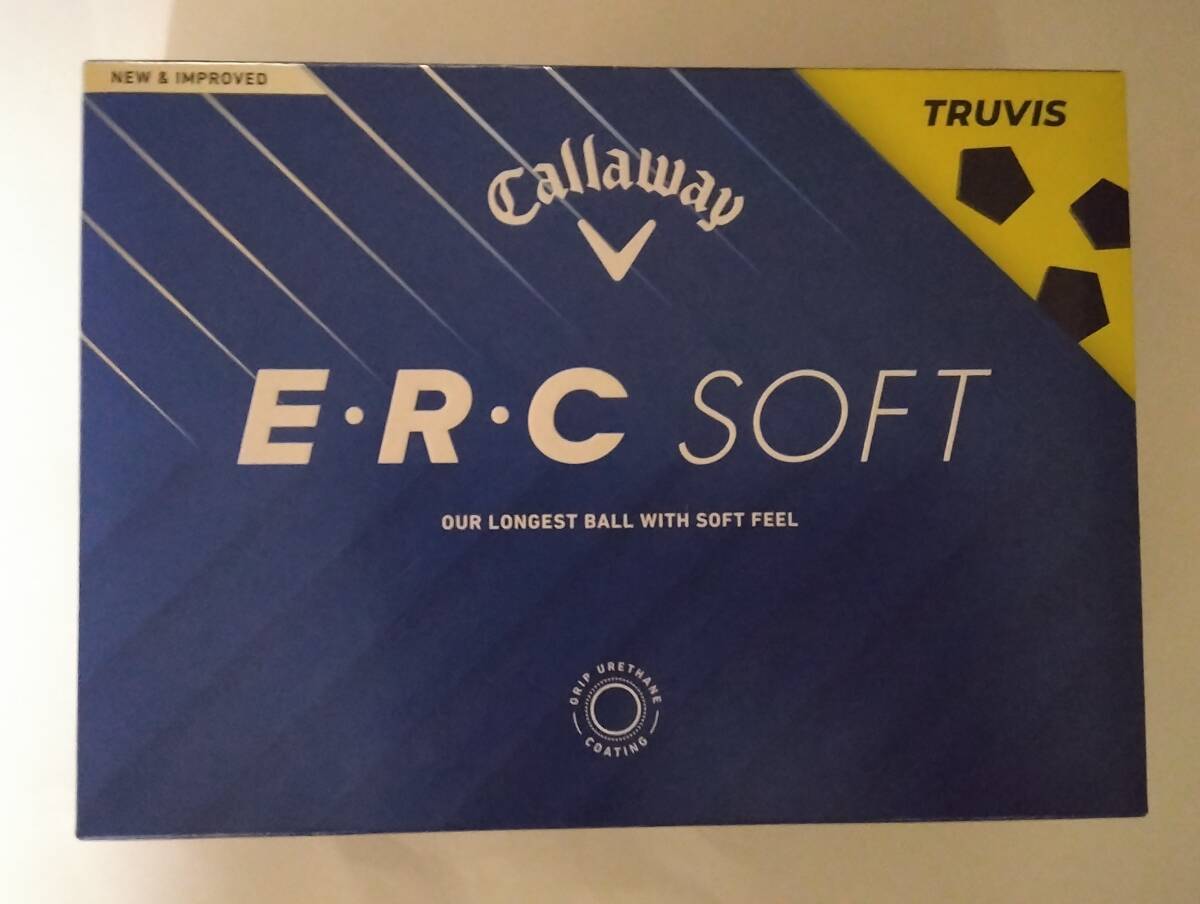 NEW & IMPROVED
TRUVIS
Callaway
E·R·C SOFT
OUR LONGEST BALL WITH SOFT FEEL
GRIP URETHANE
COATING